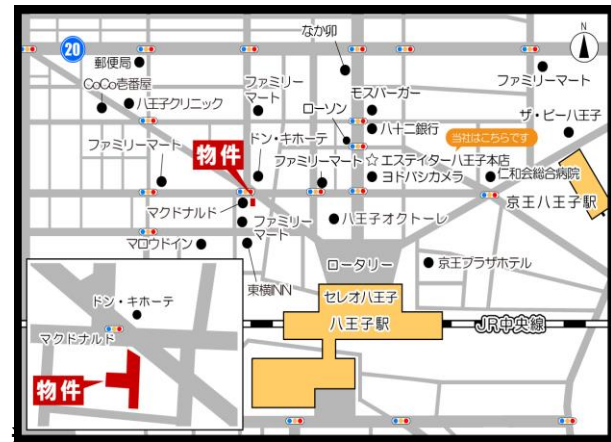 なか卯
N
20
郵便局
CoCo壱番屋
八王子クリニック
ファミリー
マート
モスバーガー
ローソン
ファミリーマート
ザ・ビー八王子
八十二銀行
当社はこちらです
ファミリーマート
ドン・キホーテ
物件
ファミリーマート
☆ エステイター八王子本店
ヨドバシカメラ
仁和会総合病院
京王八王子駅
マクドナルド
ファミリー
マート
八王子オクトーレ
マロウドイン
東横INN
ロータリー
京王プラザホテル
セレオ八王子
八王子駅
JR中央線
ドン・キホーテ
マクドナルド
物件